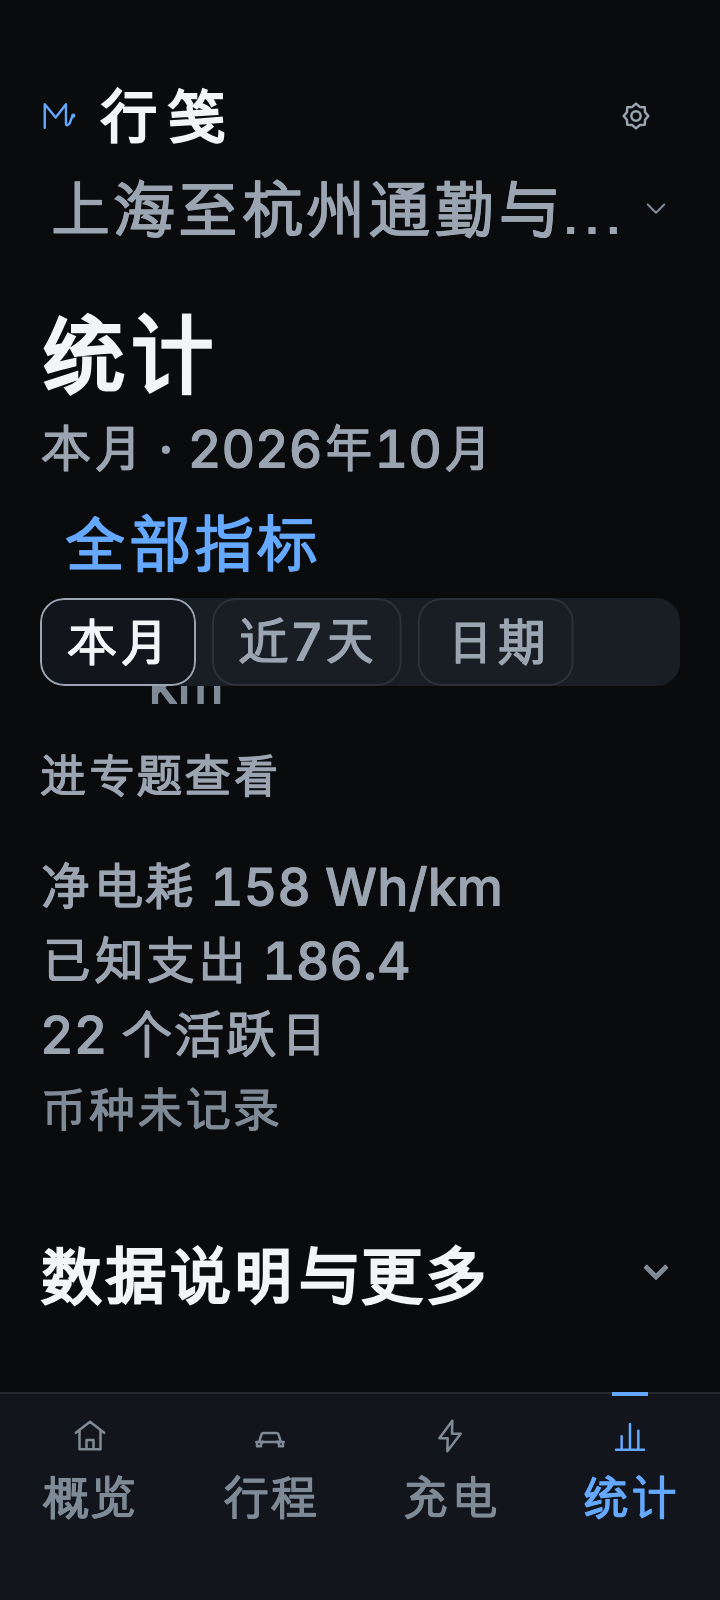 行笺
上海至杭州通勤与...
统计
本月 · 2026年10月
全部指标
本月 近7天 日期
km
进专题查看
净电耗 158 Wh/km
已知支出 186.4
22 个活跃日
币种未记录
数据说明与更多
概览 行程 充电 统计